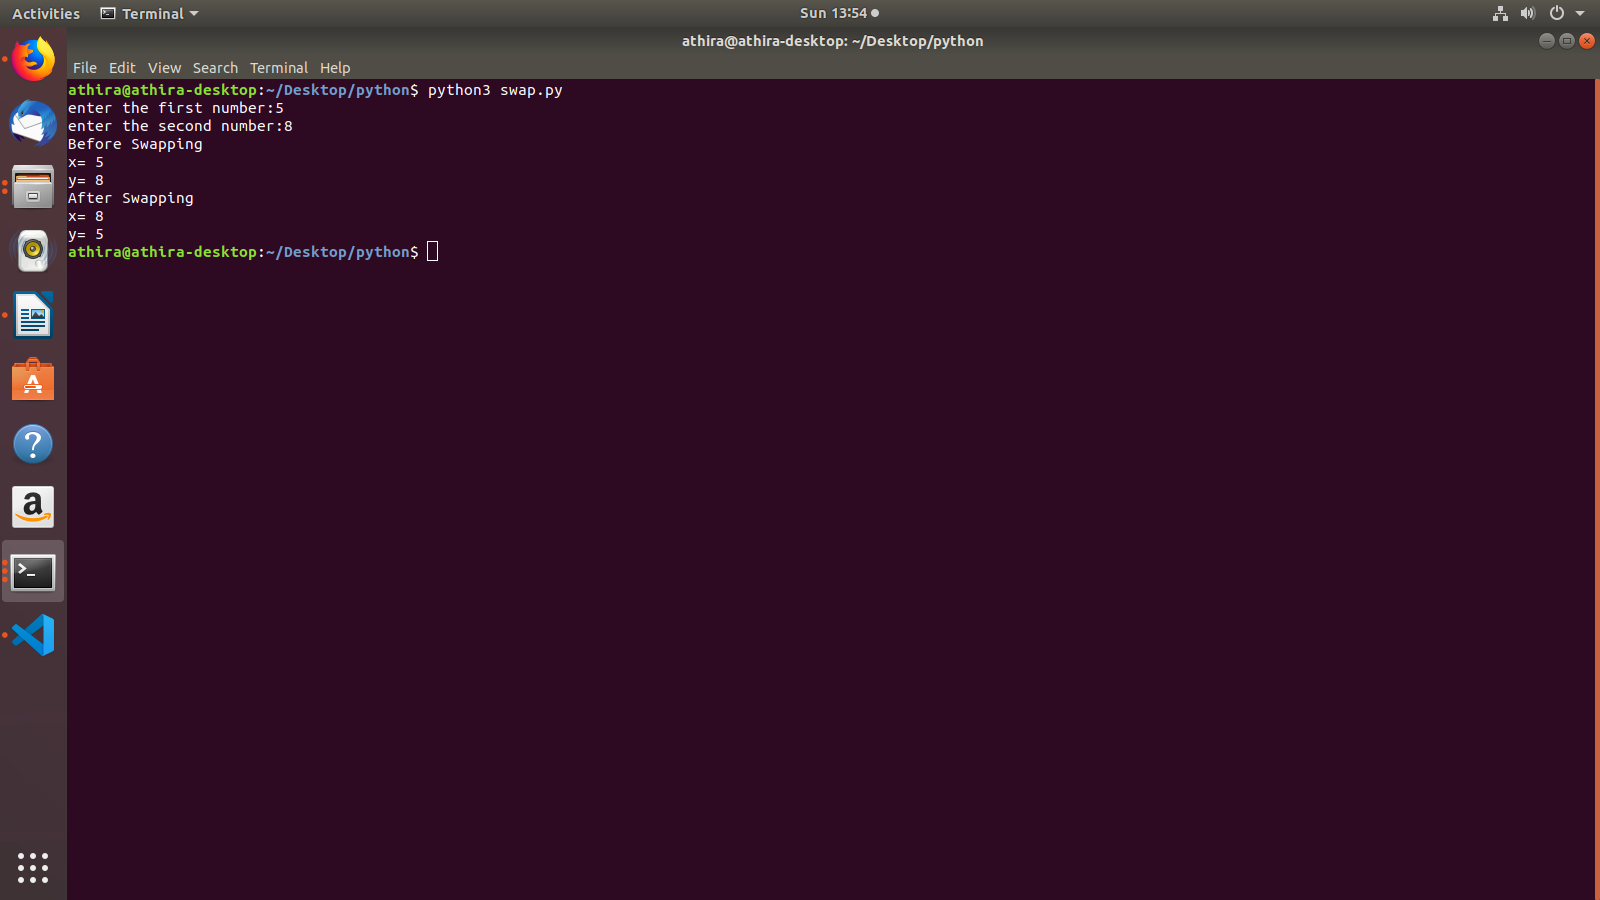 Activities Terminal Sun 13:54
athira@athira-desktop: ~/Desktop/python
File Edit View Search Terminal Help
athira@athira-desktop:~/Desktop/python$ python3 swap.py
enter the first number:5
enter the second number:8
Before Swapping
x= 5
y= 8
After Swapping
x= 8
y= 5
athira@athira-desktop:~/Desktop/python$